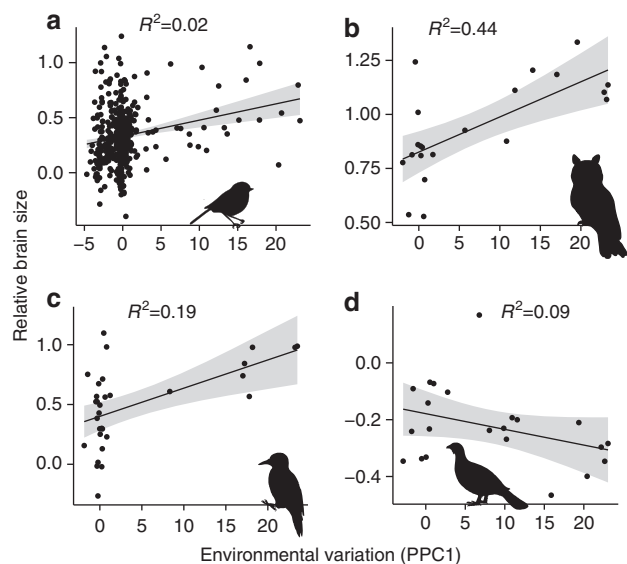 a
R²=0.02
1.0
0.5
0.0
−5 0 5 10 15 20
b
R²=0.44
1.25
1.00
0.75
0.50
0 5 10 15 20
Relative brain size
c
R²=0.19
1.0
0.5
0.0
0 5 10 15 20
d
R²=0.09
0.0
−0.2
−0.4
0 5 10 15 20
Environmental variation (PPC1)